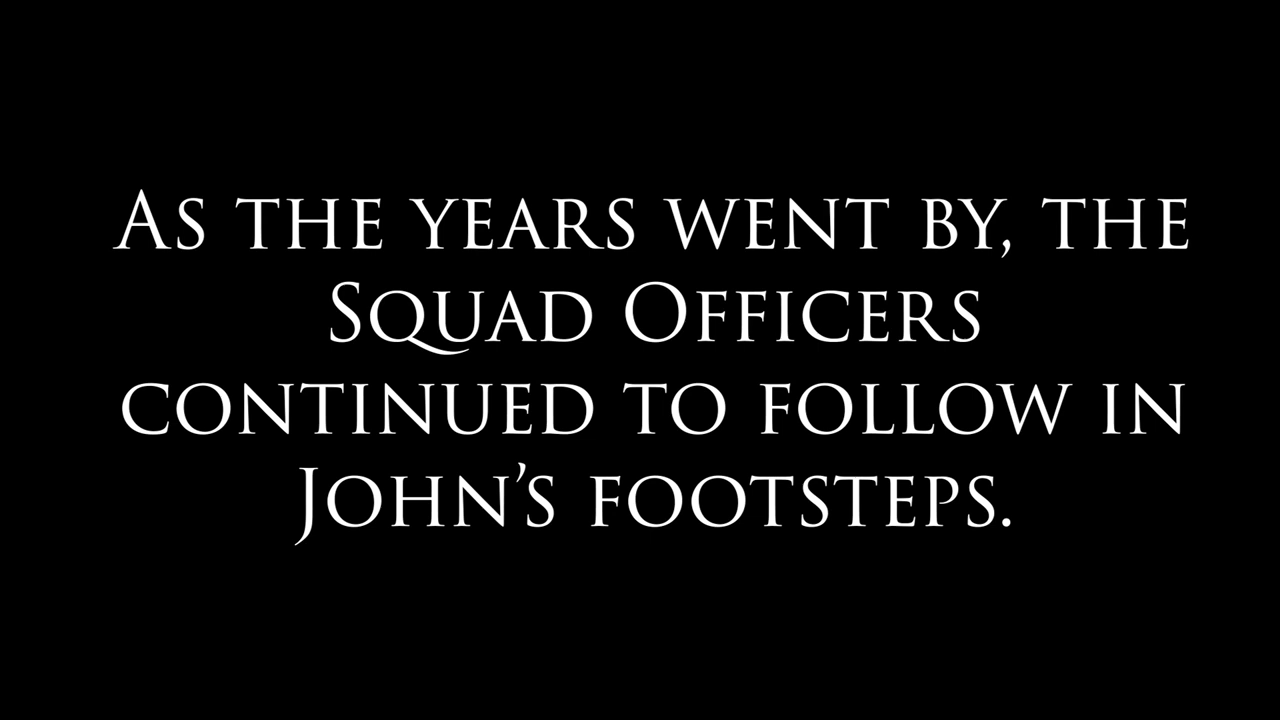 As the years went by, the
Squad Officers
continued to follow in
John’s footsteps.